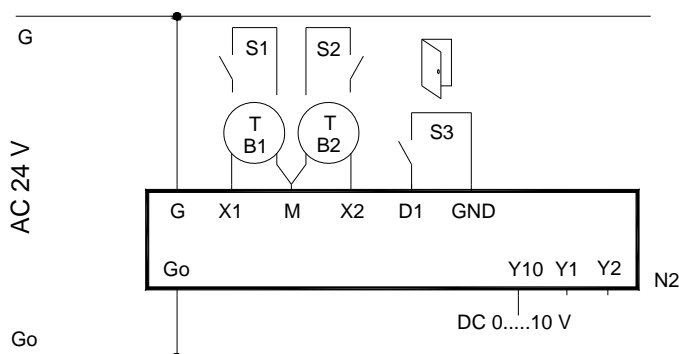 G
S1 S2
T T
B1 B2
S3
AC 24 V
G X1 M X2 D1 GND
Go Y10 Y1 Y2
N2
DC 0.....10 V
Go